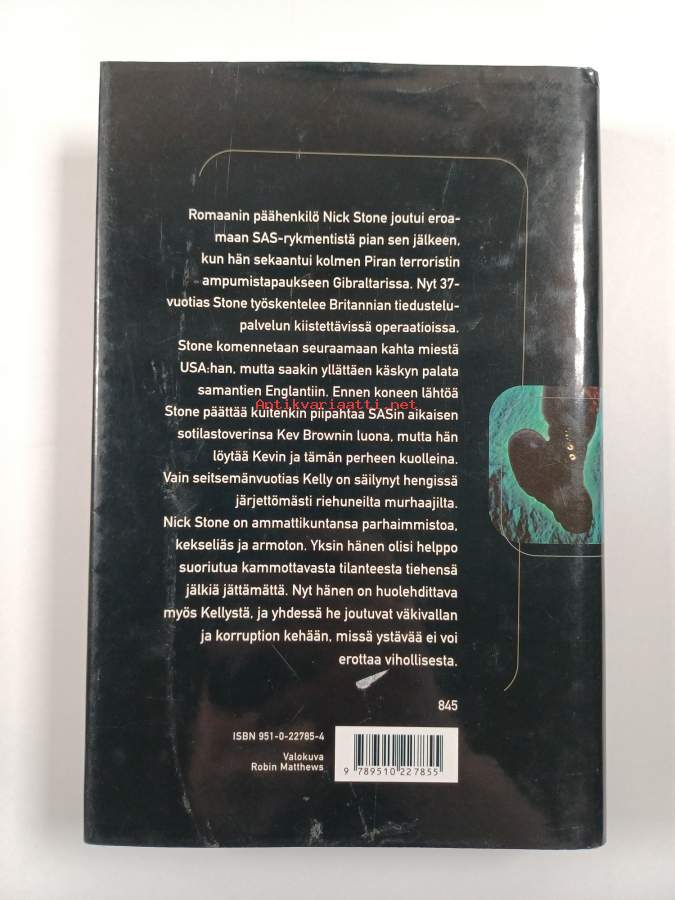 Romaanin päähenkilö Nick Stone joutui eroa-
maan SAS-rykmentistä pian sen jälkeen,
kun hän sekaantui kolmen Piran terroristin
ampumistapaukseen Gibraltarissa. Nyt 37-
vuotias Stone työskentelee Britannian tiedustelu-
palvelun kiistettävissä operaatioissa.
Stone komennetaan seuraamaan kahta miestä
USA:han, mutta saakin yllättäen käskyn palata
samantien Englantiin. Ennen koneen lähtöä
Antikvariaatti.net
Stone päättää kuitenkin piipahtaa SASin aikaisen
sotilastoverinsa Kev Brownin luona, mutta hän
löytää Kevin ja tämän perheen kuolleina.
Vain seitsemänvuotias Kelly on säilynyt hengissä
järjettömästi riehuneilta murhaajilta.
Nick Stone on ammattikuntansa parhaimmistoa,
kekseliäs ja armoton. Yksin hänen olisi helppo
suoriutua kammottavasta tilanteesta tiehensä
jälkiä jättämättä. Nyt hänen on huolehdittava
myös Kellystä, ja yhdessä he joutuvat väkivallan
ja korruption kehään, missä ystävää ei voi
erottaa vihollisesta.
845
ISBN 951-0-22785-4
Valokuva
Robin Matthews
9 789510 227855